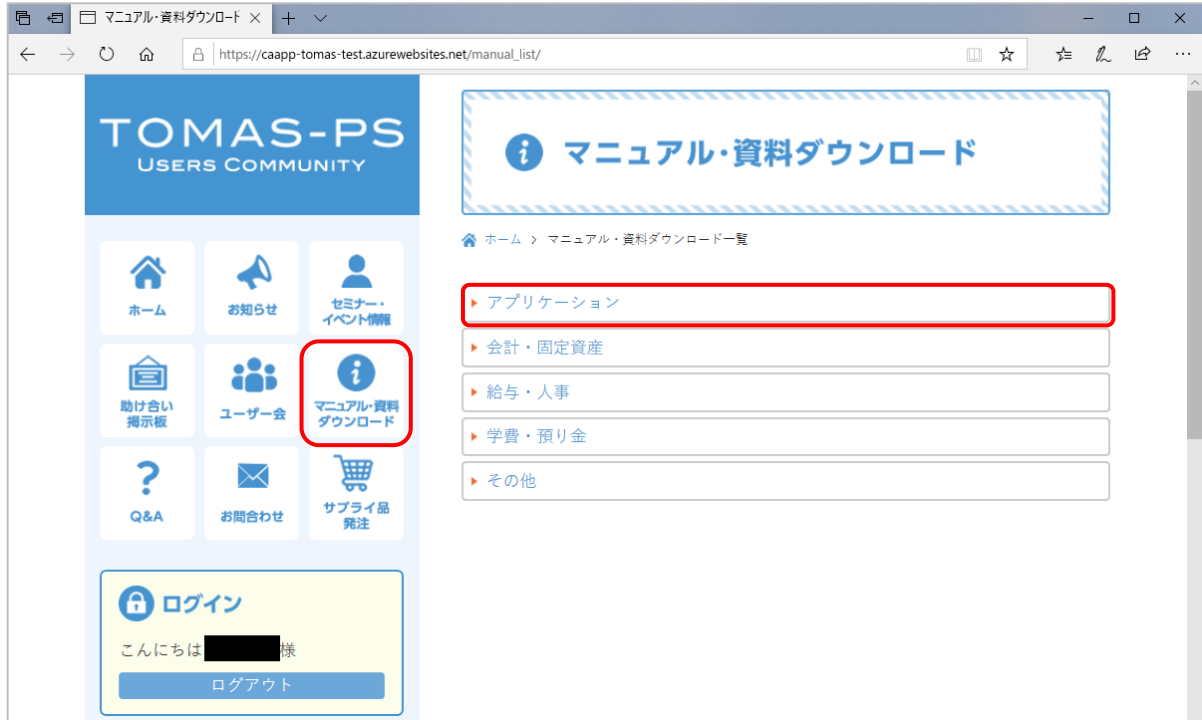 マニュアル・資料ダウンロード
https://caapp-tomas-test.azurewebsites.net/manual_list/
TOMAS-PS
USERS COMMUNITY
ホーム
お知らせ
セミナー・
イベント情報
助け合い
掲示板
ユーザー会
マニュアル・資料
ダウンロード
Q&A
お問合わせ
サプライ品
発注
ログイン
こんにちは
様
ログアウト
マニュアル・資料ダウンロード
ホーム > マニュアル・資料ダウンロード一覧
アプリケーション
会計・固定資産
給与・人事
学費・預り金
その他